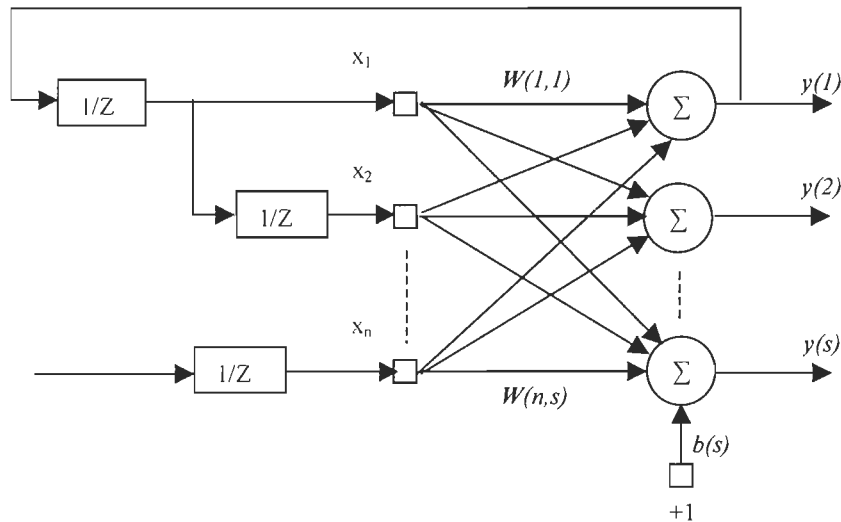 x1
W(1,1)
y(1)
1/Z
Σ
x2
y(2)
1/Z
Σ
xn
y(s)
1/Z
Σ
W(n,s)
b(s)
+1